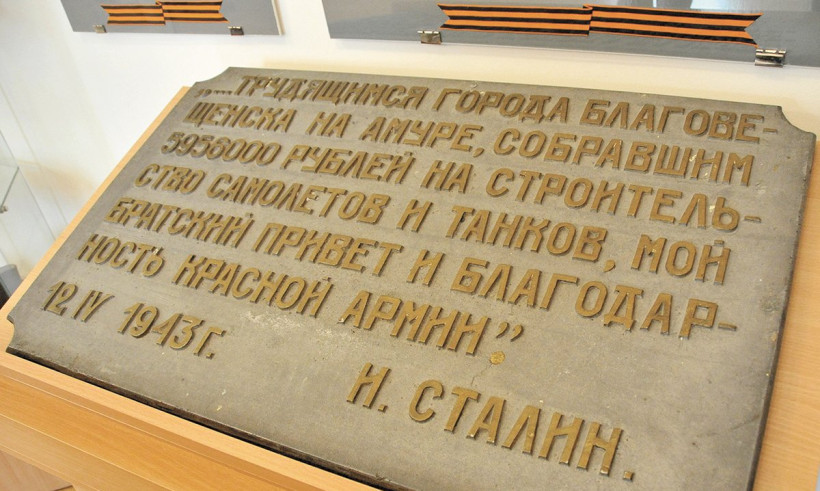 „...ТРУДЯЩИМСЯ ГОРОДА БЛАГОВЕ-
ЩЕНСКА НА АМУРЕ, СОБРАВШИМ
5936000 РУБЛЕЙ НА СТРОИТЕЛЬ-
СТВО САМОЛЕТОВ И ТАНКОВ, МОЙ
БРАТСКИЙ ПРИВЕТ И БЛАГОДАР-
НОСТЬ КРАСНОЙ АРМИИ."
12 IV 1943 г.
И. СТАЛИН.